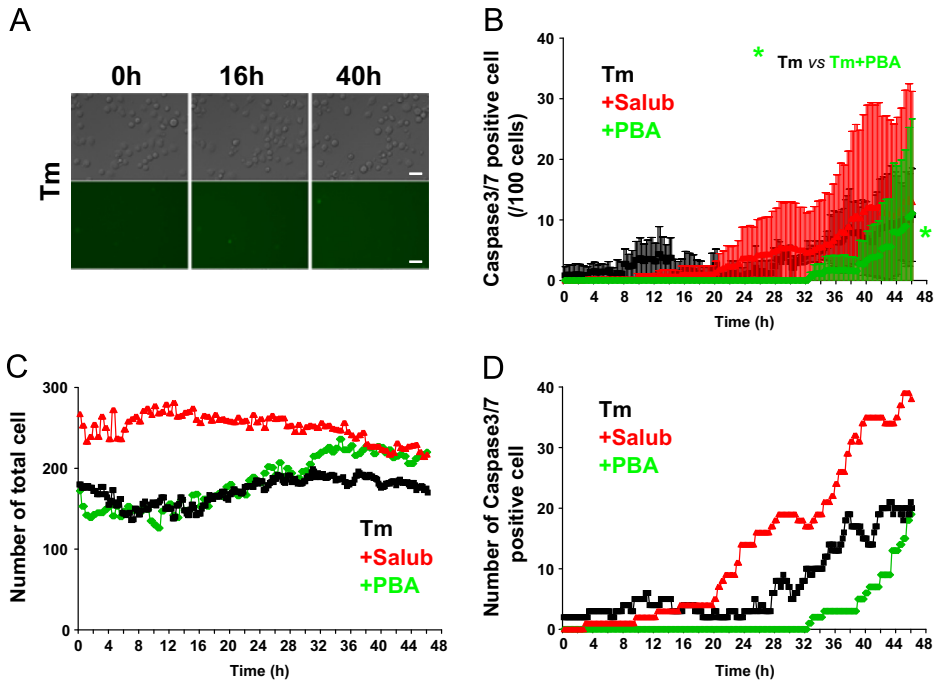 A
0h 16h 40h
Tm
B
Caspase3/7 positive cell
(/100 cells)
40
30
20
10
0
* Tm vs Tm+PBA
Tm
+Salub
+PBA
*
0 4 8 12 16 20 24 28 32 36 40 44 48
Time (h)
C
Number of total cell
300
200
100
0
Tm
+Salub
+PBA
0 4 8 12 16 20 24 28 32 36 40 44 48
Time (h)
D
Number of Caspase3/7
positive cell
40
30
20
10
0
Tm
+Salub
+PBA
0 4 8 12 16 20 24 28 32 36 40 44 48
Time (h)